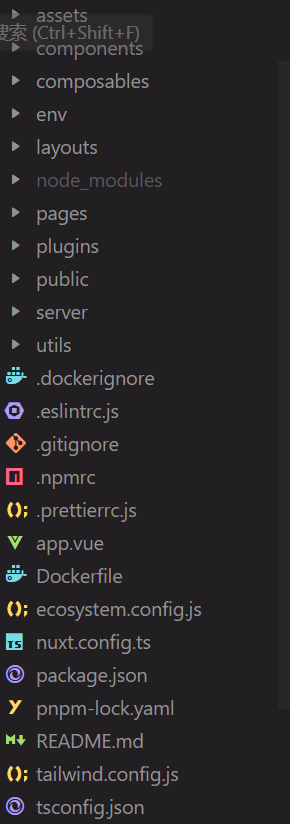 assets
搜索 (Ctrl+Shift+F)
components
composables
env
layouts
node_modules
pages
plugins
public
server
utils
.dockerignore
.eslintrc.js
.gitignore
.npmrc
.prettierrc.js
app.vue
Dockerfile
ecosystem.config.js
nuxt.config.ts
package.json
pnpm-lock.yaml
README.md
tailwind.config.js
tsconfig.json